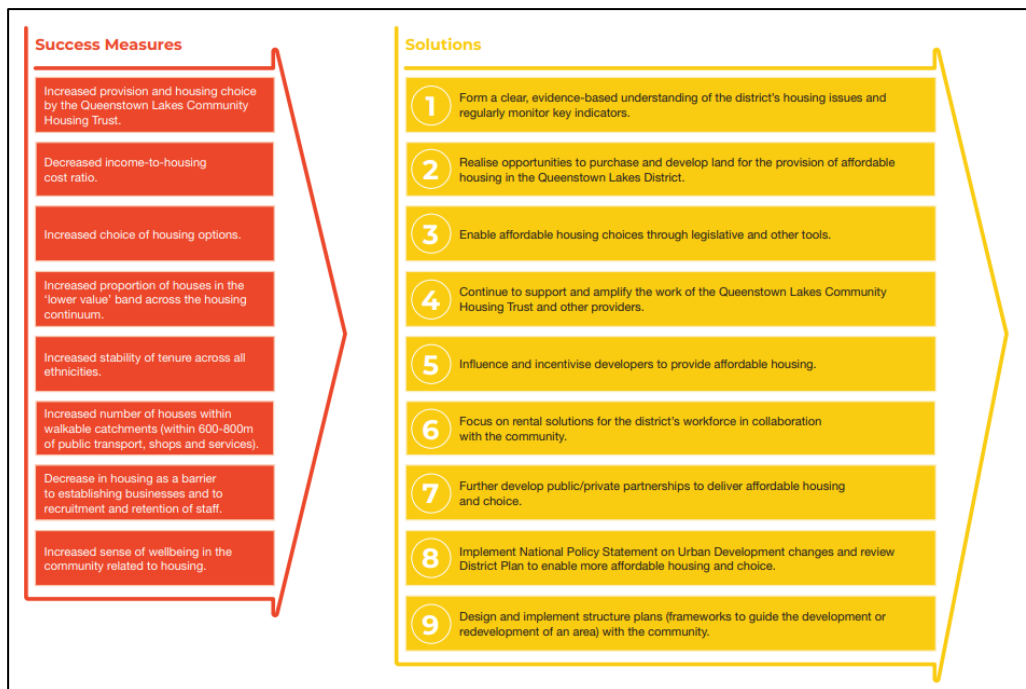 Success Measures
Increased provision and housing choice
by the Queenstown Lakes Community
Housing Trust.
Decreased income-to-housing
cost ratio.
Increased choice of housing options.
Increased proportion of houses in the
‘lower value’ band across the housing
continuum.
Increased stability of tenure across all
ethnicities.
Increased number of houses within
walkable catchments (within 600-800m
of public transport, shops and services).
Decrease in housing as a barrier
to establishing businesses and to
recruitment and retention of staff.
Increased sense of wellbeing in the
community related to housing.
Solutions
1
Form a clear, evidence-based understanding of the district’s housing issues and
regularly monitor key indicators.
2
Realise opportunities to purchase and develop land for the provision of affordable
housing in the Queenstown Lakes District.
3
Enable affordable housing choices through legislative and other tools.
4
Continue to support and amplify the work of the Queenstown Lakes Community
Housing Trust and other providers.
5
Influence and incentivise developers to provide affordable housing.
6
Focus on rental solutions for the district’s workforce in collaboration
with the community.
7
Further develop public/private partnerships to deliver affordable housing
and choice.
8
Implement National Policy Statement on Urban Development changes and review
District Plan to enable more affordable housing and choice.
9
Design and implement structure plans (frameworks to guide the development or
redevelopment of an area) with the community.